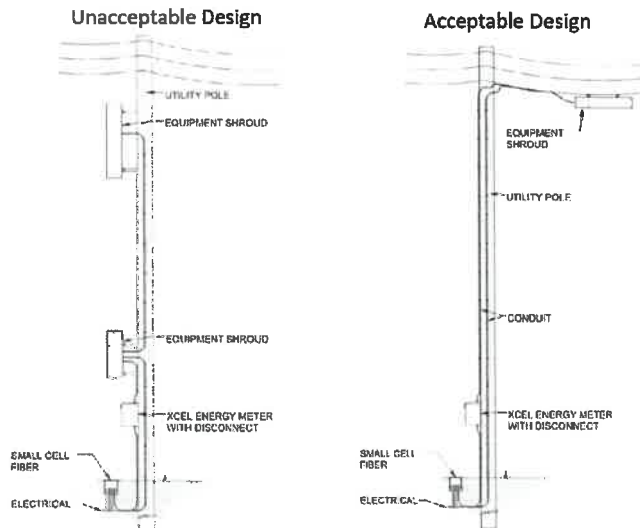 Unacceptable Design
UTILITY POLE
EQUIPMENT SHROUD
EQUIPMENT SHROUD
XCEL ENERGY METER
WITH DISCONNECT
SMALL CELL
FIBER
ELECTRICAL
Acceptable Design
EQUIPMENT
SHROUD
UTILITY POLE
CONDUIT
XCEL ENERGY METER
WITH DISCONNECT
SMALL CELL
FIBER
ELECTRICAL